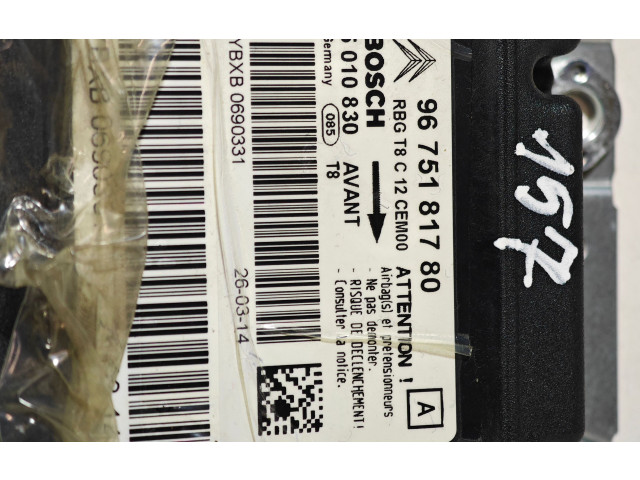 157
96 751 817 80
RBG T8 C 12 CEM00
BOSCH
010 830
Germany
085
T8
AVANT
ATTENTION !
Airbag(s) et prétensionneurs
- Ne pas démonter.
- RISQUE DE DECLENCHEMENT!
- Consulter la notice.
A
YBXB 0690331
26-03-14